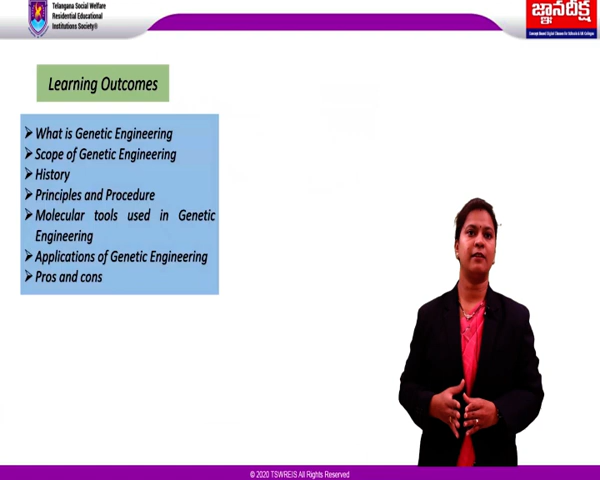 Telangana Social Welfare
Residential Educational
Institutions Society®
జ్ఞానదీక్ష
Learning Outcomes
➢ What is Genetic Engineering
➢ Scope of Genetic Engineering
➢ History
➢ Principles and Procedure
➢ Molecular tools used in Genetic
Engineering
➢ Applications of Genetic Engineering
➢ Pros and cons
© 2020 TSWREIS All Rights Reserved